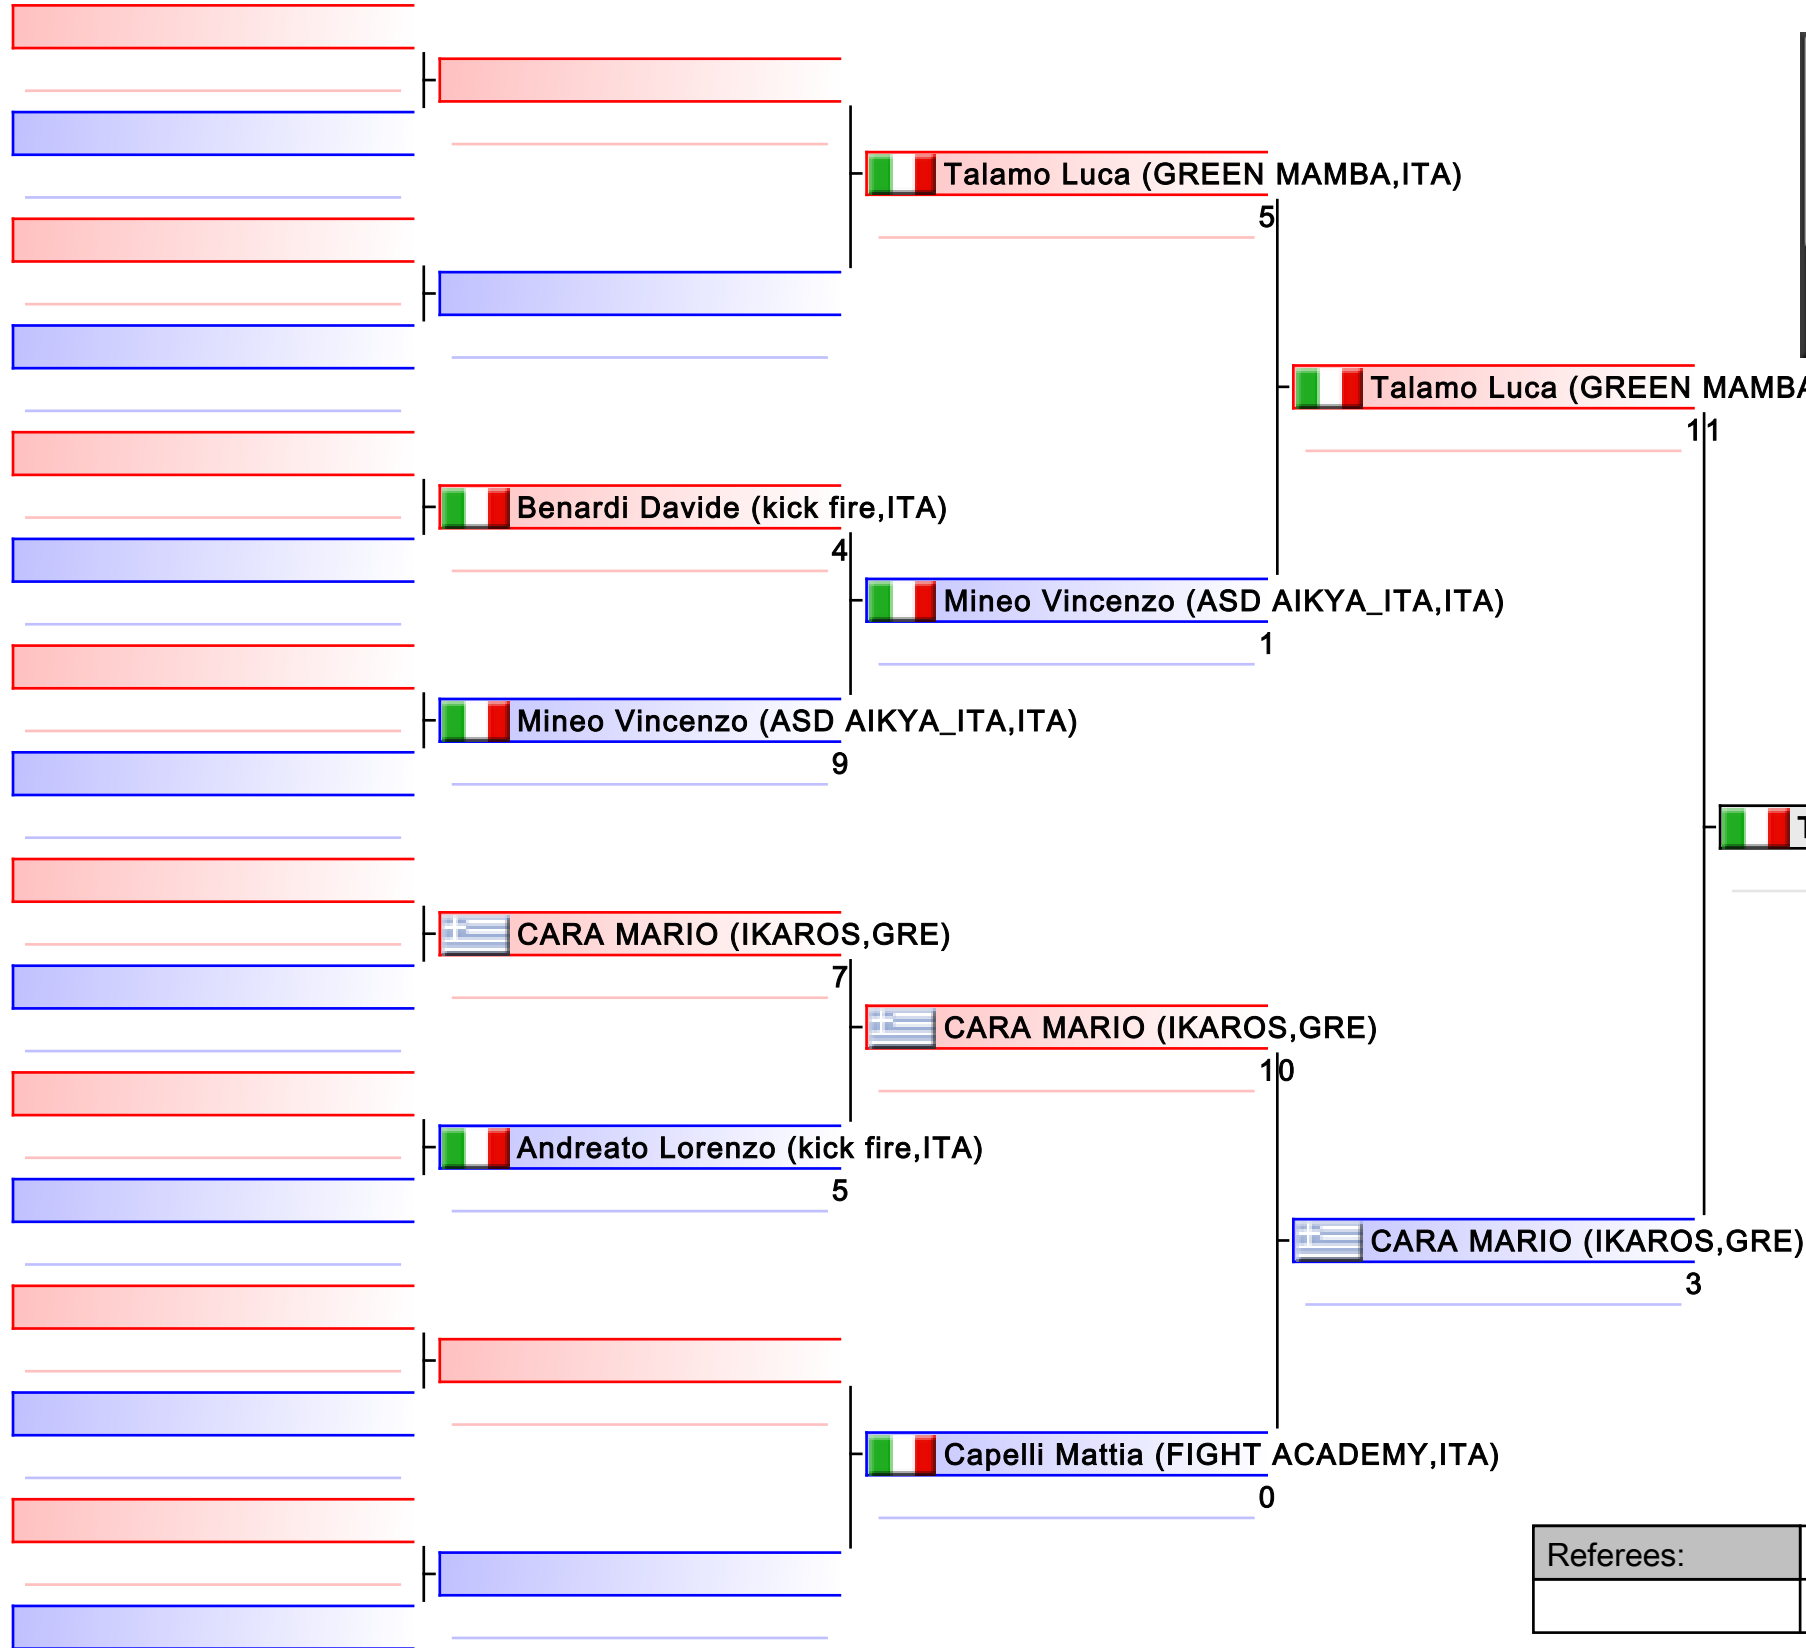 Talamo Luca (GREEN MAMBA,ITA)
5
Talamo Luca (GREEN MAMBA
11
Benardi Davide (kick fire,ITA)
4
Mineo Vincenzo (ASD AIKYA_ITA,ITA)
1
Mineo Vincenzo (ASD AIKYA_ITA,ITA)
9
CARA MARIO (IKAROS,GRE)
7
CARA MARIO (IKAROS,GRE)
10
Andreato Lorenzo (kick fire,ITA)
5
CARA MARIO (IKAROS,GRE)
3
Capelli Mattia (FIGHT ACADEMY,ITA)
0
Referees: